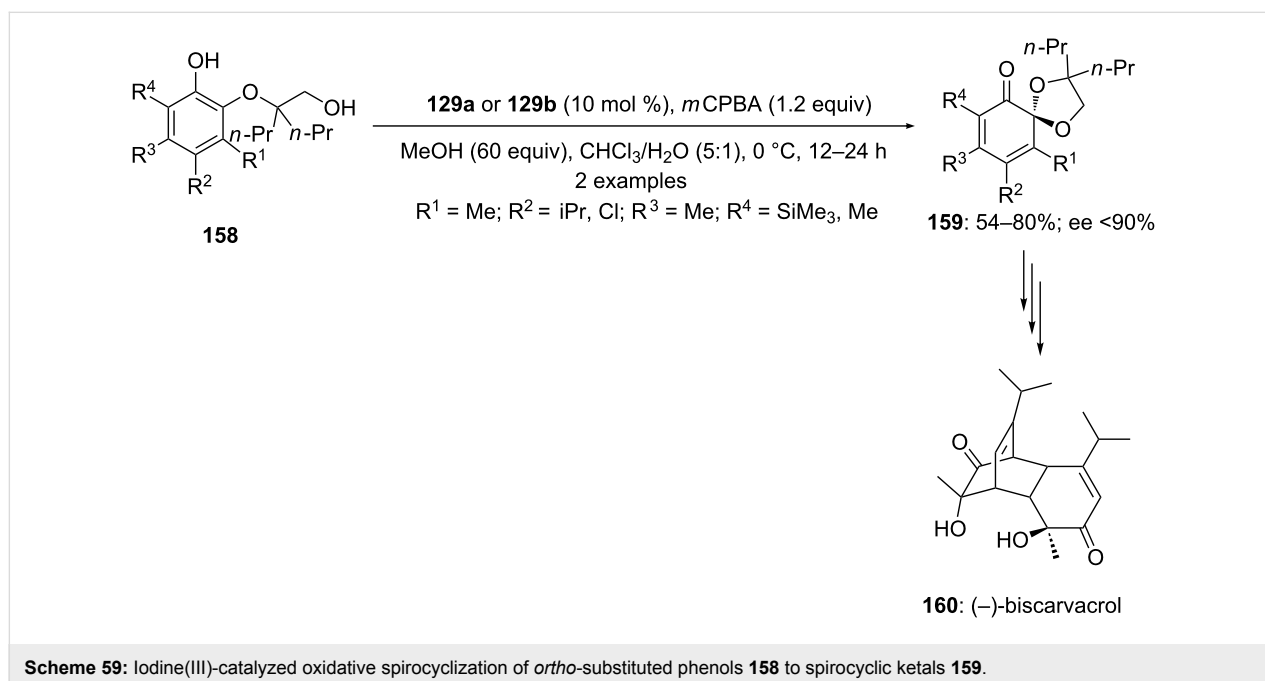 OH
R4
O
OH
n-Pr n-Pr
R3
R1
R2
158
129a or 129b (10 mol %), mCPBA (1.2 equiv)
MeOH (60 equiv), CHCl3/H2O (5:1), 0 °C, 12–24 h
2 examples
R1 = Me; R2 = iPr, Cl; R3 = Me; R4 = SiMe3, Me
n-Pr
n-Pr
O
O
R4
O
R3
R1
R2
159: 54–80%; ee <90%
O
HO
HO
O
160: (–)-biscarvacrol
Scheme 59: Iodine(III)-catalyzed oxidative spirocyclization of ortho-substituted phenols 158 to spirocyclic ketals 159.